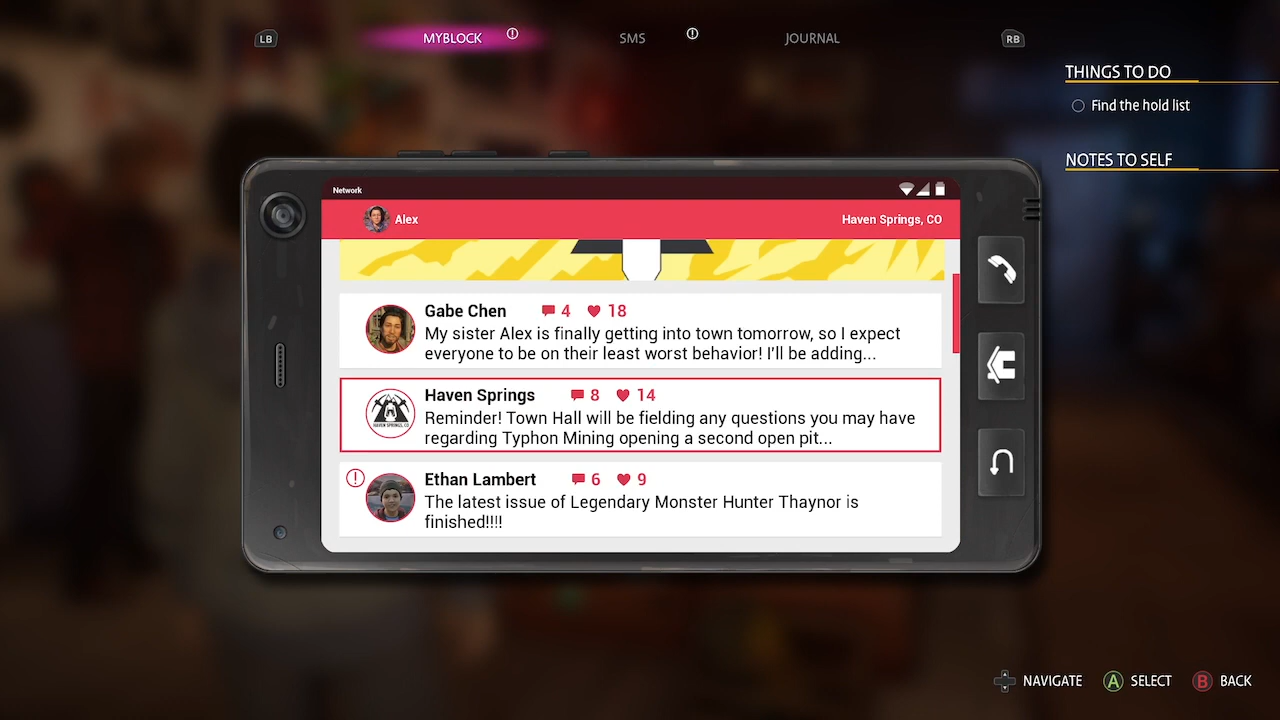 LB
MYBLOCK
SMS
JOURNAL
RB
THINGS TO DO
Find the hold list
NOTES TO SELF
Network
Alex
Haven Springs, CO
Gabe Chen 4 18
My sister Alex is finally getting into town tomorrow, so I expect
everyone to be on their least worst behavior! I'll be adding...
HAVEN SPRINGS, CO
Haven Springs 8 14
Reminder! Town Hall will be fielding any questions you may have
regarding Typhon Mining opening a second open pit...
Ethan Lambert 6 9
The latest issue of Legendary Monster Hunter Thaynor is
finished!!!!
NAVIGATE
A SELECT
B BACK